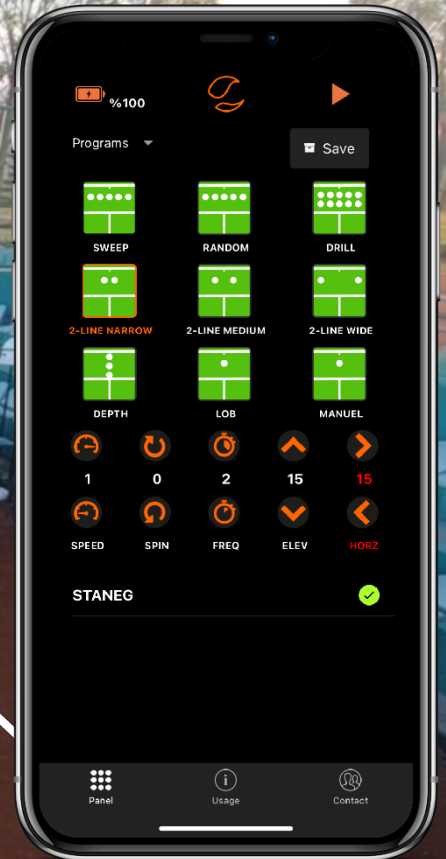 %100
Programs
Save
SWEEP RANDOM DRILL
2-LINE NARROW 2-LINE MEDIUM 2-LINE WIDE
DEPTH LOB MANUEL
1 0 2 15 15
SPEED SPIN FREQ ELEV HORZ
STANEG
Panel Usage Contact